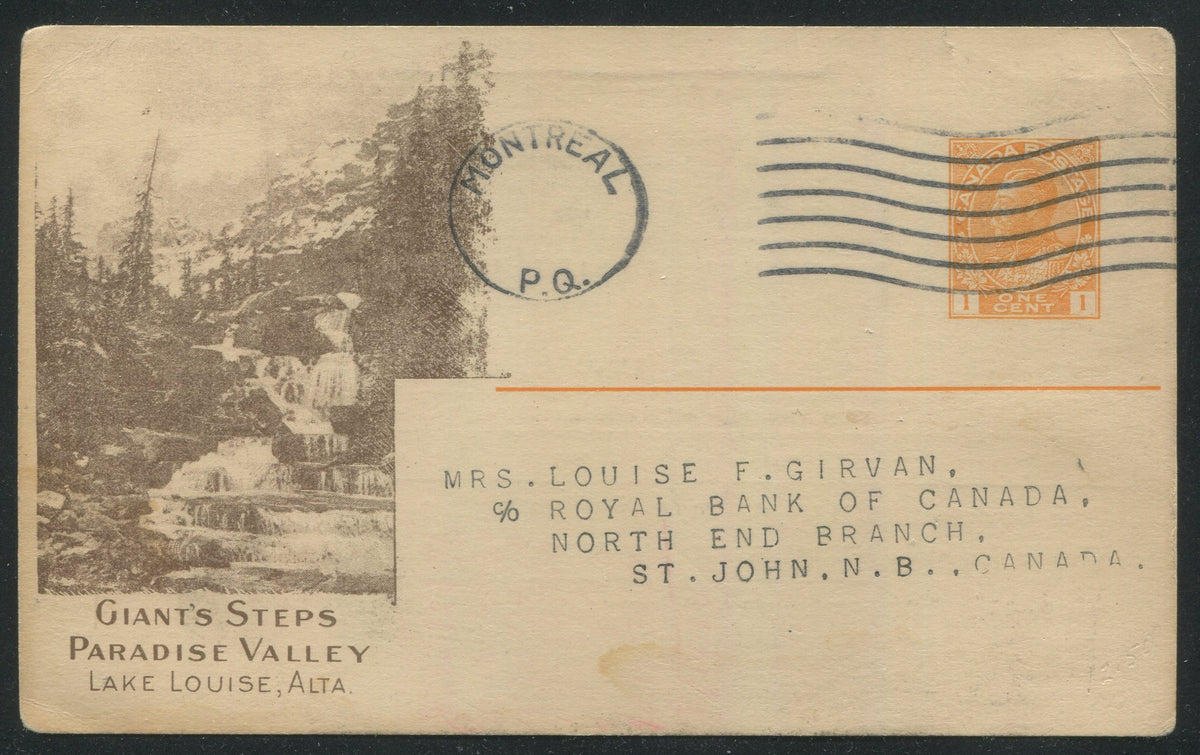 MONTREAL
P.Q.
CANADA POSTAGE
1 ONE CENT 1
MRS. LOUISE F. GIRVAN,
℅ ROYAL BANK OF CANADA,
NORTH END BRANCH,
ST. JOHN. N. B.., CANADA.
GIANT'S STEPS
PARADISE VALLEY
LAKE LOUISE, ALTA.